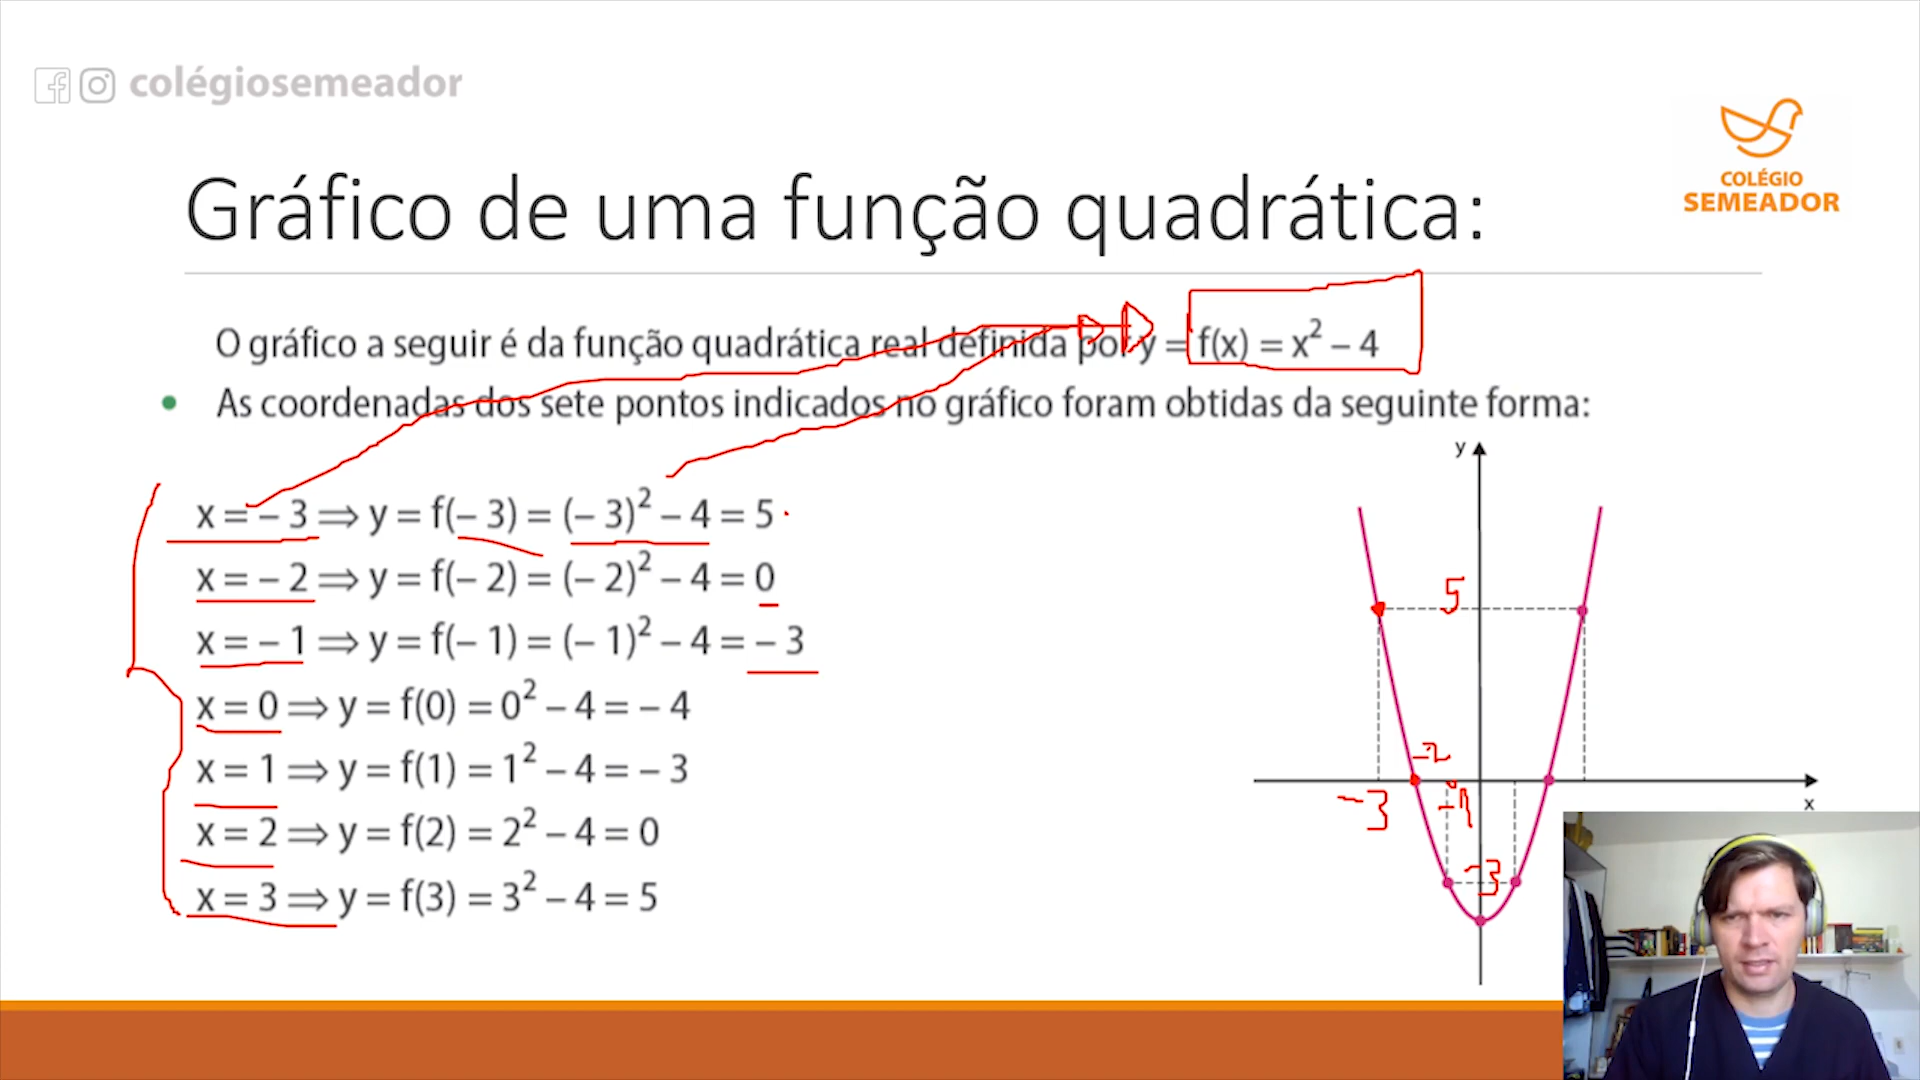 colégiosemeador
COLÉGIO
SEMEADOR
Gráfico de uma função quadrática:
O gráfico a seguir é da função quadrática real definida por y = f(x) = x² – 4
• As coordenadas dos sete pontos indicados no gráfico foram obtidas da seguinte forma:
x = – 3 ⇒ y = f(– 3) = (– 3)² – 4 = 5
x = – 2 ⇒ y = f(– 2) = (– 2)² – 4 = 0
x = – 1 ⇒ y = f(– 1) = (– 1)² – 4 = – 3
x = 0 ⇒ y = f(0) = 0² – 4 = – 4
x = 1 ⇒ y = f(1) = 1² – 4 = – 3
x = 2 ⇒ y = f(2) = 2² – 4 = 0
x = 3 ⇒ y = f(3) = 3² – 4 = 5
y
5
-2
-3
-1
x
-3